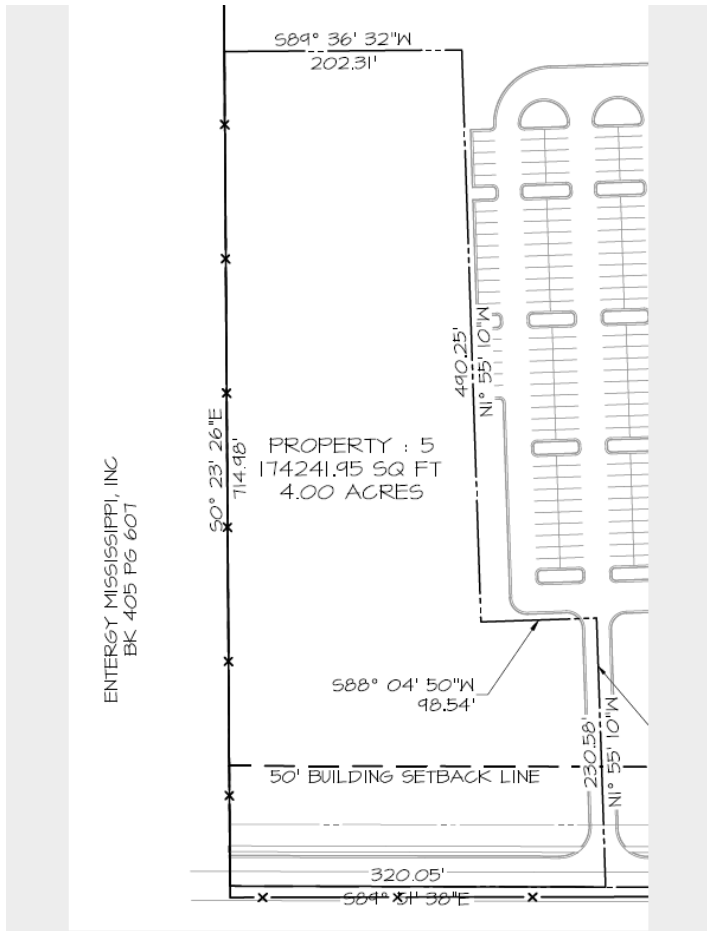 S89° 36' 32"W
202.31'
490.25'
N1° 55' 10"W
S0° 23' 26"E
714.98'
PROPERTY : 5
174241.95 SQ FT
4.00 ACRES
ENTERGY MISSISSIPPI, INC
BK 405 PG 607
S88° 04' 50"W
98.54'
230.58'
N1° 55' 10"W
50' BUILDING SETBACK LINE
320.05'
38"E